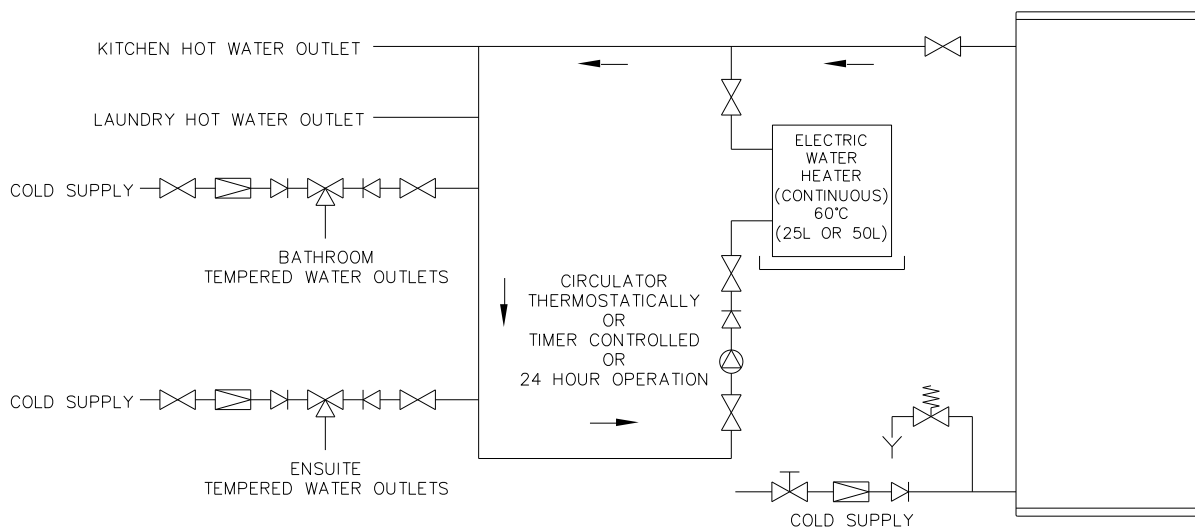 KITCHEN HOT WATER OUTLET
LAUNDRY HOT WATER OUTLET
COLD SUPPLY
BATHROOM
TEMPERED WATER OUTLETS
COLD SUPPLY
ENSUITE
TEMPERED WATER OUTLETS
CIRCULATOR
THERMOSTATICALLY
OR
TIMER CONTROLLED
OR
24 HOUR OPERATION
ELECTRIC
WATER
HEATER
(CONTINUOUS)
60°C
(25L OR 50L)
COLD SUPPLY